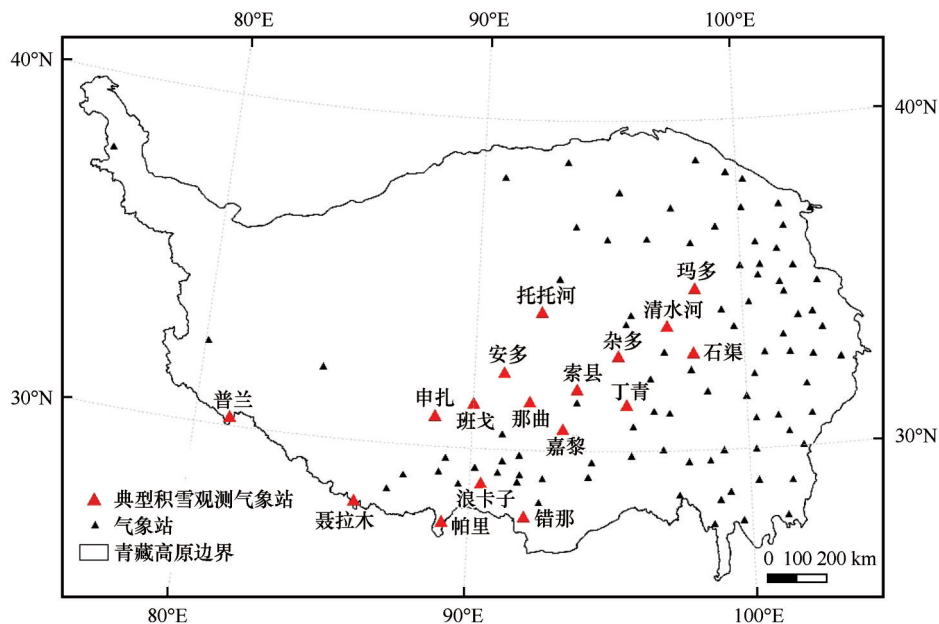 80°E 90°E 100°E
40°N
40°N
玛多
托托河
清水河
杂多
石渠
安多
索县
丁青
普兰
申扎
班戈
那曲
30°N
30°N
嘉黎
浪卡子
聂拉木
帕里
错那
典型积雪观测气象站
气象站
青藏高原边界
0 100 200 km
80°E 90°E 100°E